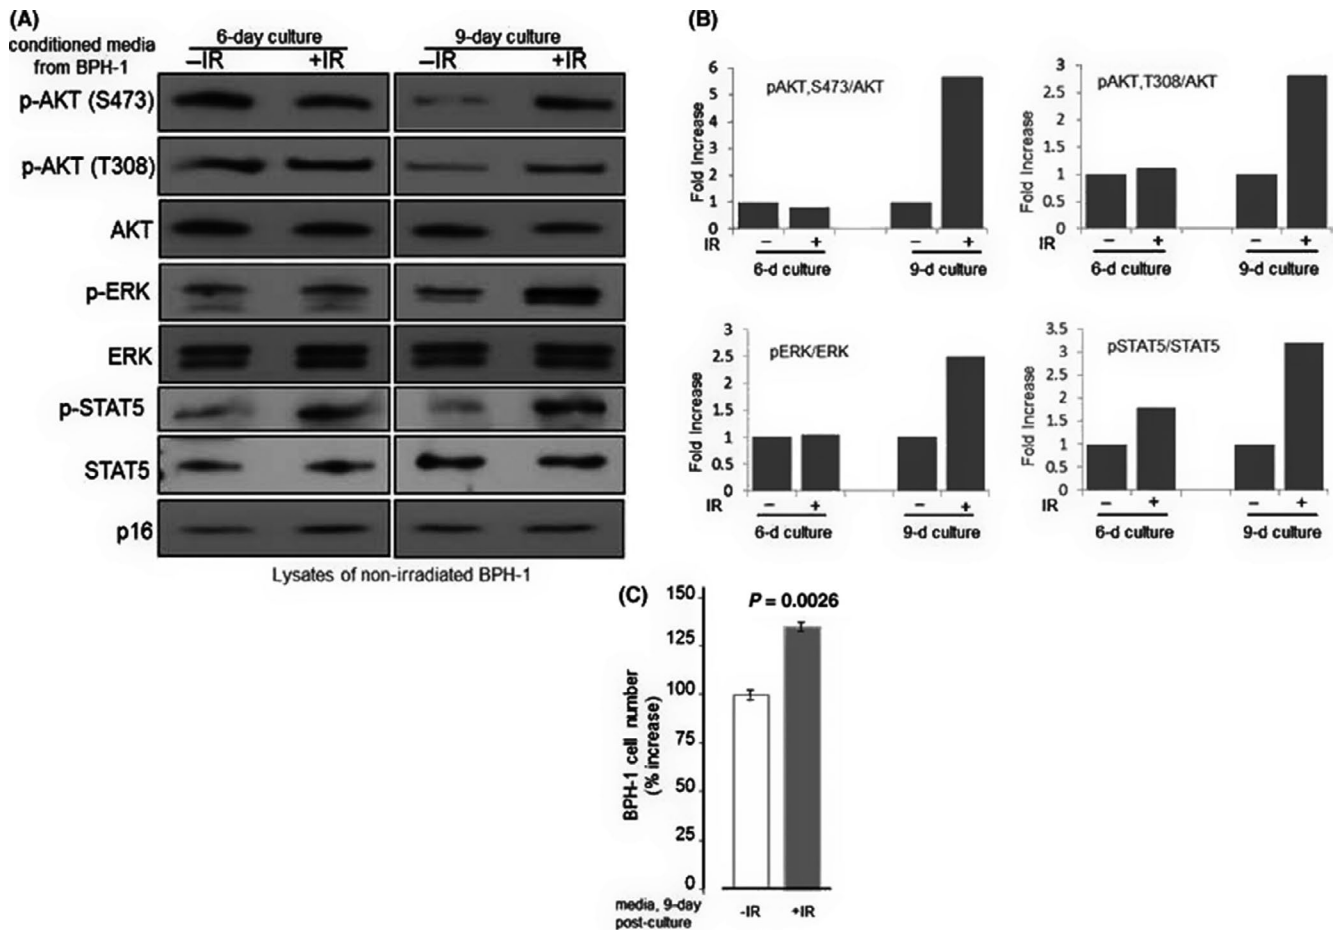 (A)
6-day culture 9-day culture
conditioned media
from BPH-1
–IR +IR –IR +IR
p-AKT (S473)
p-AKT (T308)
AKT
p-ERK
ERK
p-STAT5
STAT5
p16
Lysates of non-irradiated BPH-1
(B)
pAKT,S473/AKT
Fold Increase
6
5
4
3
2
1
0
IR – + – +
6-d culture 9-d culture
pAKT,T308/AKT
Fold Increase
3
2.5
2
1.5
1
0.5
0
IR – + – +
6-d culture 9-d culture
pERK/ERK
Fold Increase
3
2.5
2
1.5
1
0.5
0
IR – + – +
6-d culture 9-d culture
pSTAT5/STAT5
Fold Increase
3.5
3
2.5
2
1.5
1
0.5
0
IR – + – +
6-d culture 9-d culture
(C)
P = 0.0026
BPH-1 cell number
(% increase)
150
125
100
75
50
25
0
media, 9-day
post-culture
-IR +IR